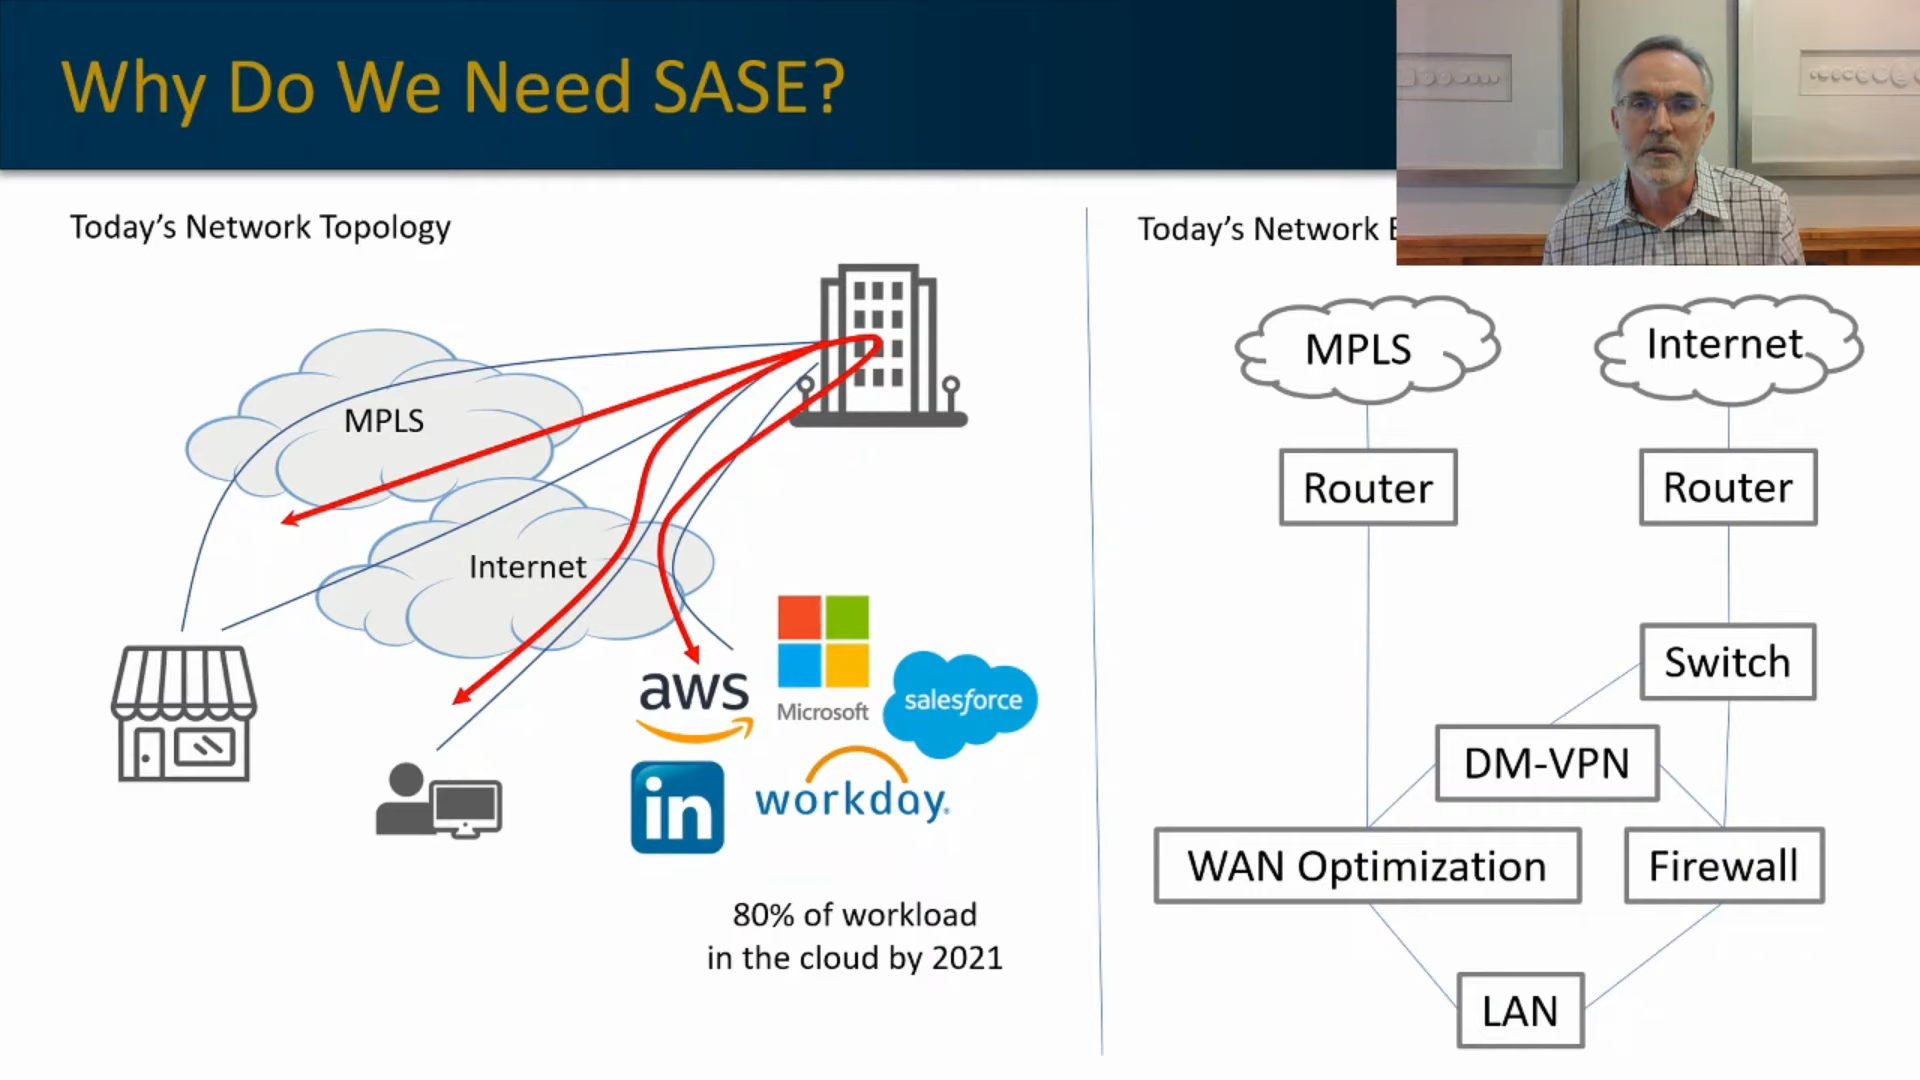 Why Do We Need SASE?
Today's Network Topology
MPLS
Internet
aws
Microsoft
salesforce
in
workday.
80% of workload
in the cloud by 2021
Today's Network
MPLS
Internet
Router
Router
Switch
DM-VPN
WAN Optimization
Firewall
LAN